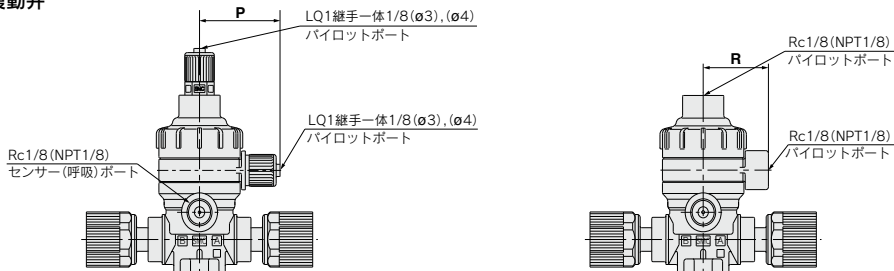 動弁
P
LQ1継手一体1/8(ø3),(ø4)
パイロットポート
LQ1継手一体1/8(ø3),(ø4)
パイロットポート
Rc1/8(NPT1/8)
センサー(呼吸)ポート
B SMC A
R
Rc1/8(NPT1/8)
パイロットポート
Rc1/8(NPT1/8)
パイロットポート
B SMC A